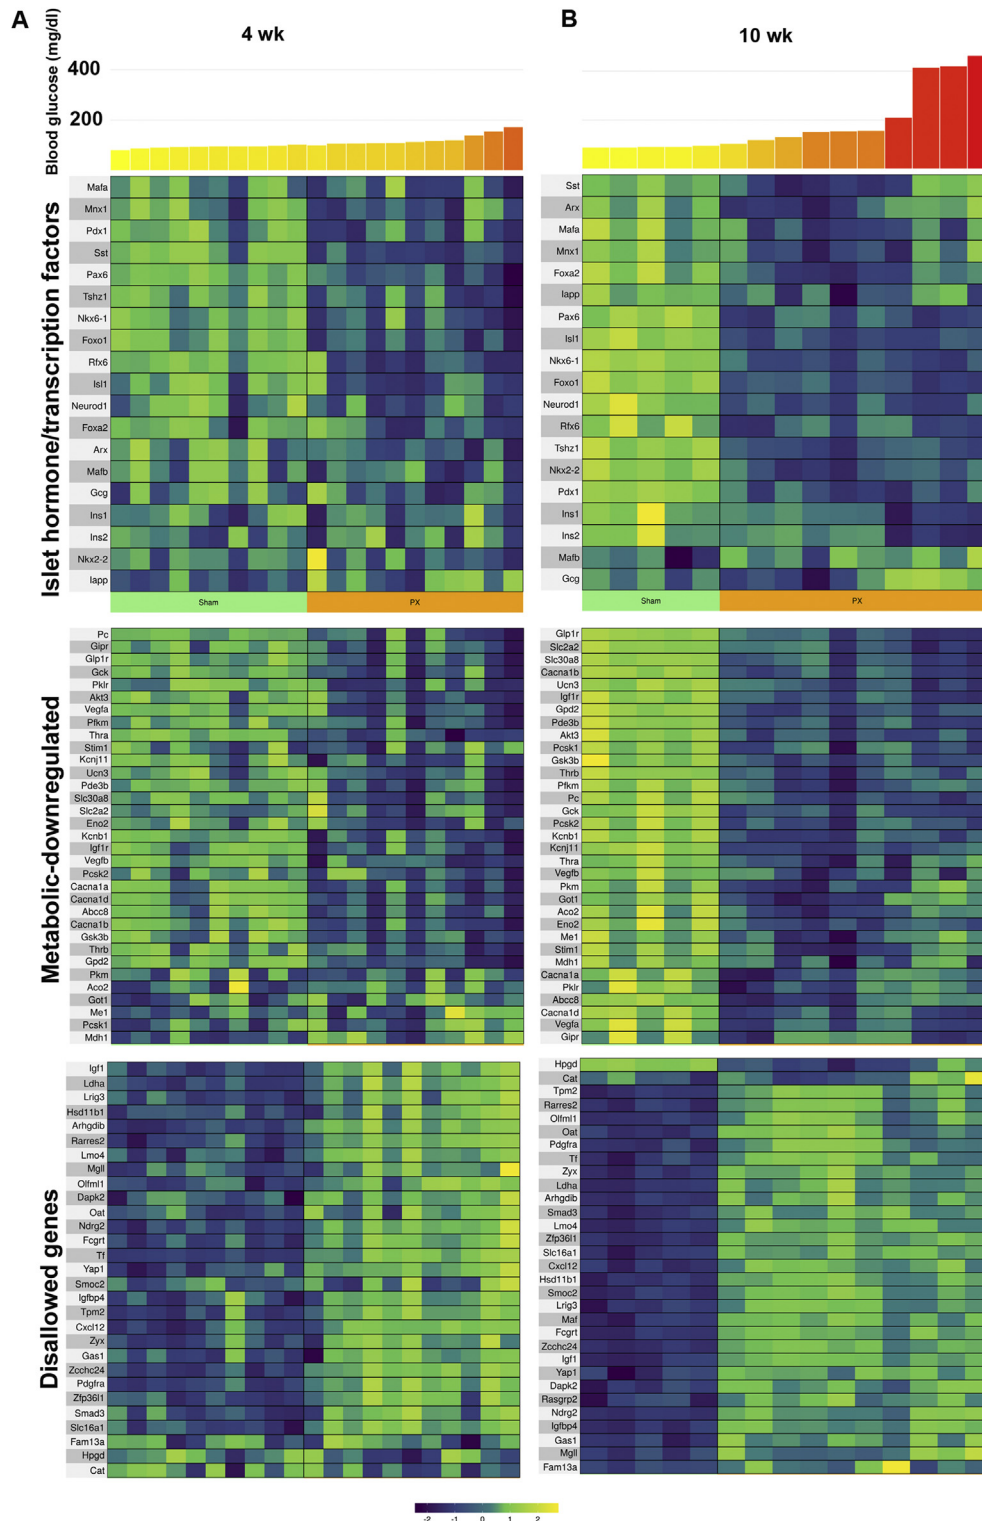 A
4 wk
Blood glucose (mg/dl)
400
200
Islet hormone/transcription factors
Mafa
Mnx1
Pdx1
Sst
Pax6
Tshz1
Nkx6-1
Foxo1
Rfx6
Isl1
Neurod1
Foxa2
Arx
Mafb
Gcg
Ins1
Ins2
Nkx2-2
Iapp
Sham
PX
Metabolic-downregulated
Pc
Gipr
Glp1r
Gck
Pklr
Akt3
Vegfa
Pfkm
Thra
Stim1
Kcnj11
Ucn3
Pde3b
Slc30a8
Slc2a2
Eno2
Kcnb1
Igf1r
Vegfb
Pcsk2
Cacna1a
Cacna1d
Abcc8
Cacna1b
Gsk3b
Thrb
Gpd2
Pkm
Aco2
Got1
Me1
Pcsk1
Mdh1
Disallowed genes
Igf1
Ldha
Lrig3
Hsd11b1
Arhgdib
Rarres2
Lmo4
Mgll
Olfml1
Dapk2
Oat
Ndrg2
Fcgrt
Tf
Yap1
Smoc2
Igfbp4
Tpm2
Cxcl12
Zyx
Gas1
Zcchc24
Pdgfra
Zfp36l1
Smad3
Slc16a1
Fam13a
Hpgd
Cat
B
10 wk
Sst
Arx
Mafa
Mnx1
Foxa2
Iapp
Pax6
Isl1
Nkx6-1
Foxo1
Neurod1
Rfx6
Tshz1
Nkx2-2
Pdx1
Ins1
Ins2
Mafb
Gcg
Sham
PX
Glp1r
Slc2a2
Slc30a8
Cacna1b
Ucn3
Igf1r
Gpd2
Pde3b
Akt3
Pcsk1
Gsk3b
Thrb
Pfkm
Pc
Gck
Pcsk2
Kcnb1
Kcnj11
Thra
Vegfb
Pkm
Got1
Aco2
Eno2
Me1
Stim1
Mdh1
Cacna1a
Pklr
Abcc8
Cacna1d
Vegfa
Gipr
Hpgd
Cat
Tpm2
Rarres2
Olfml1
Oat
Pdgfra
Tf
Zyx
Ldha
Arhgdib
Smad3
Lmo4
Zfp36l1
Slc16a1
Cxcl12
Hsd11b1
Smoc2
Lrig3
Maf
Fcgrt
Zcchc24
Igf1
Yap1
Dapk2
Rasgrp2
Ndrg2
Igfbp4
Gas1
Mgll
Fam13a
-2 -1 0 1 2